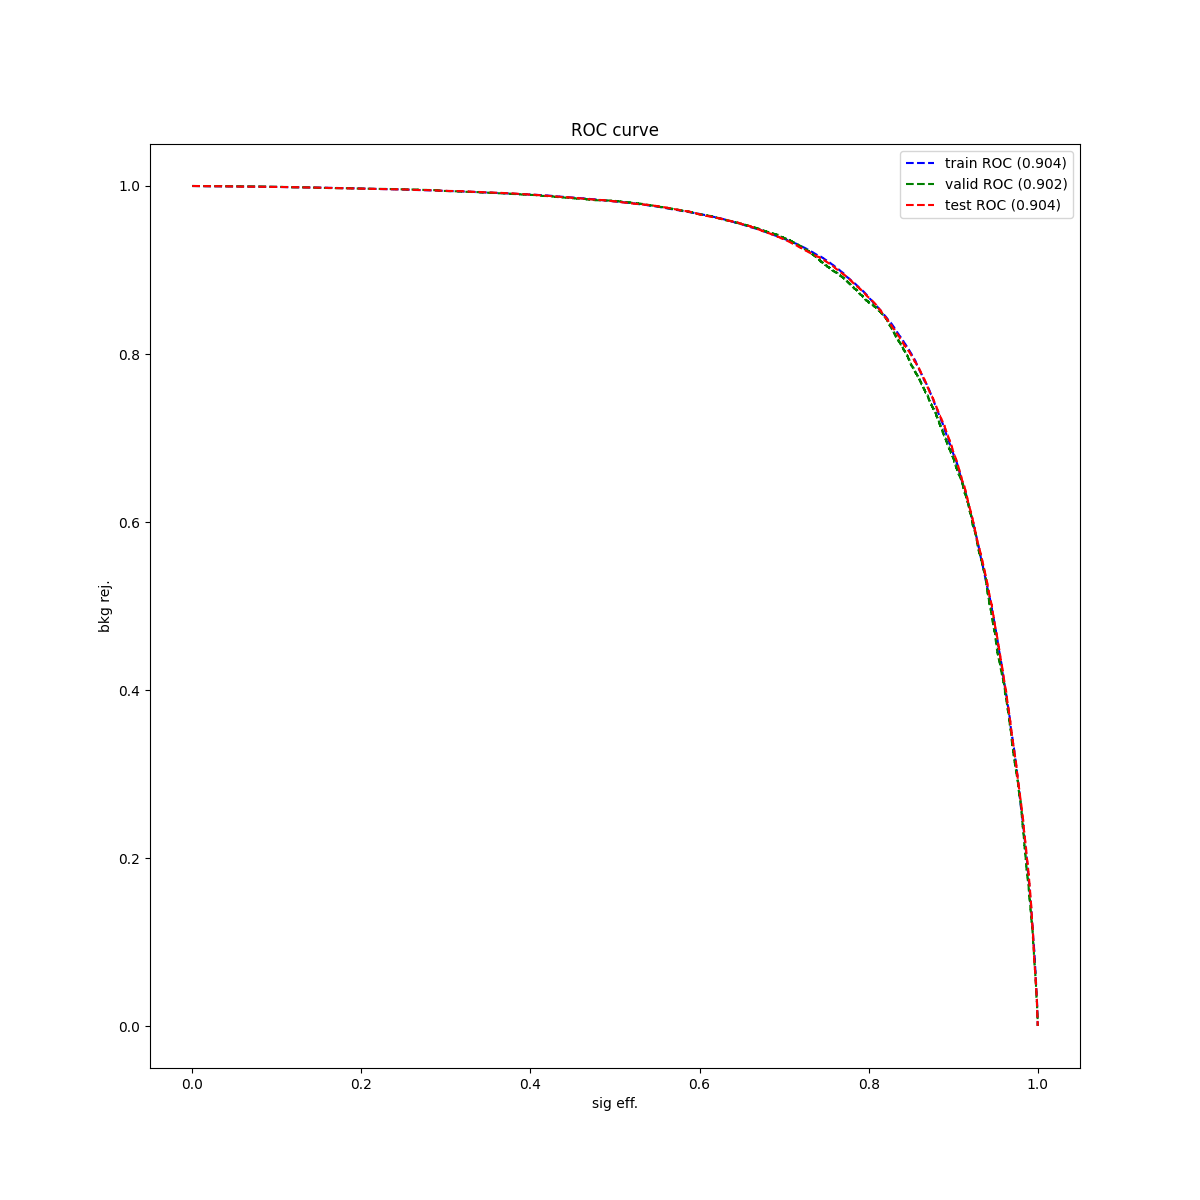 ROC curve
train ROC (0.904)
valid ROC (0.902)
test ROC (0.904)
1.0
0.8
0.6
0.4
0.2
0.0
bkg rej.
0.0 0.2 0.4 0.6 0.8 1.0
sig eff.